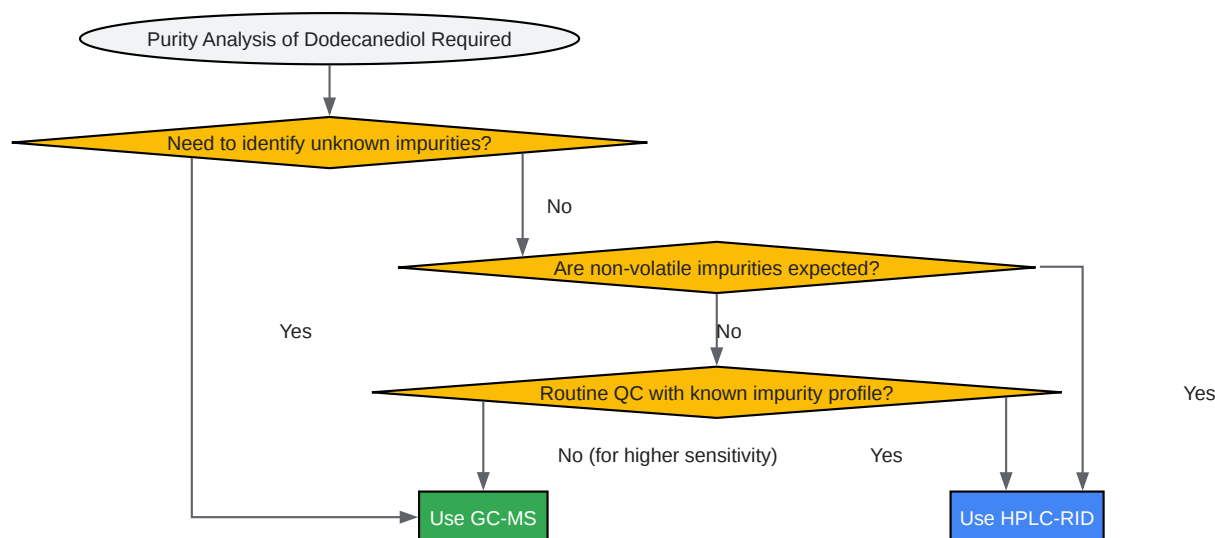 Purity Analysis of Dodecanediol Required
Need to identify unknown impurities?
No
Are non-volatile impurities expected?
Yes
No
Routine QC with known impurity profile?
Yes
No (for higher sensitivity)
Yes
Use GC-MS
Use HPLC-RID